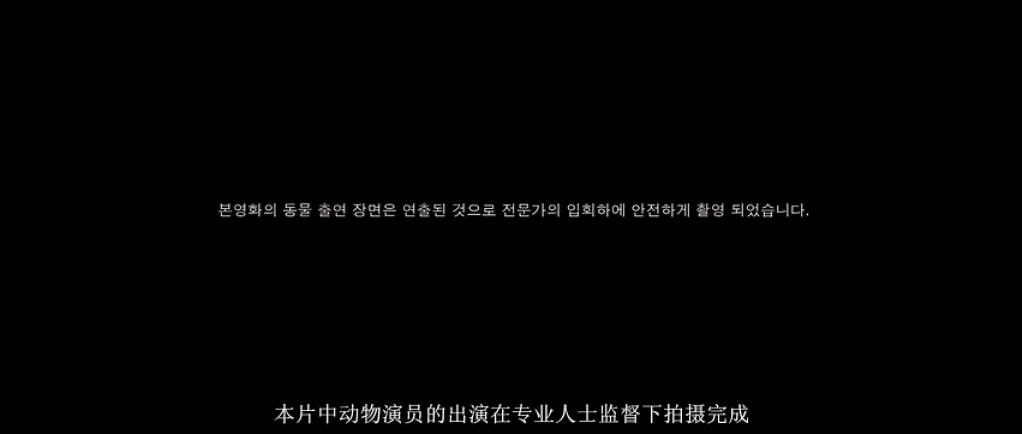 본영화의 동물 출연 장면은 연출된 것으로 전문가의 입회하에 안전하게 촬영 되었습니다.
本片中动物演员的出演在专业人士监督下拍摄完成